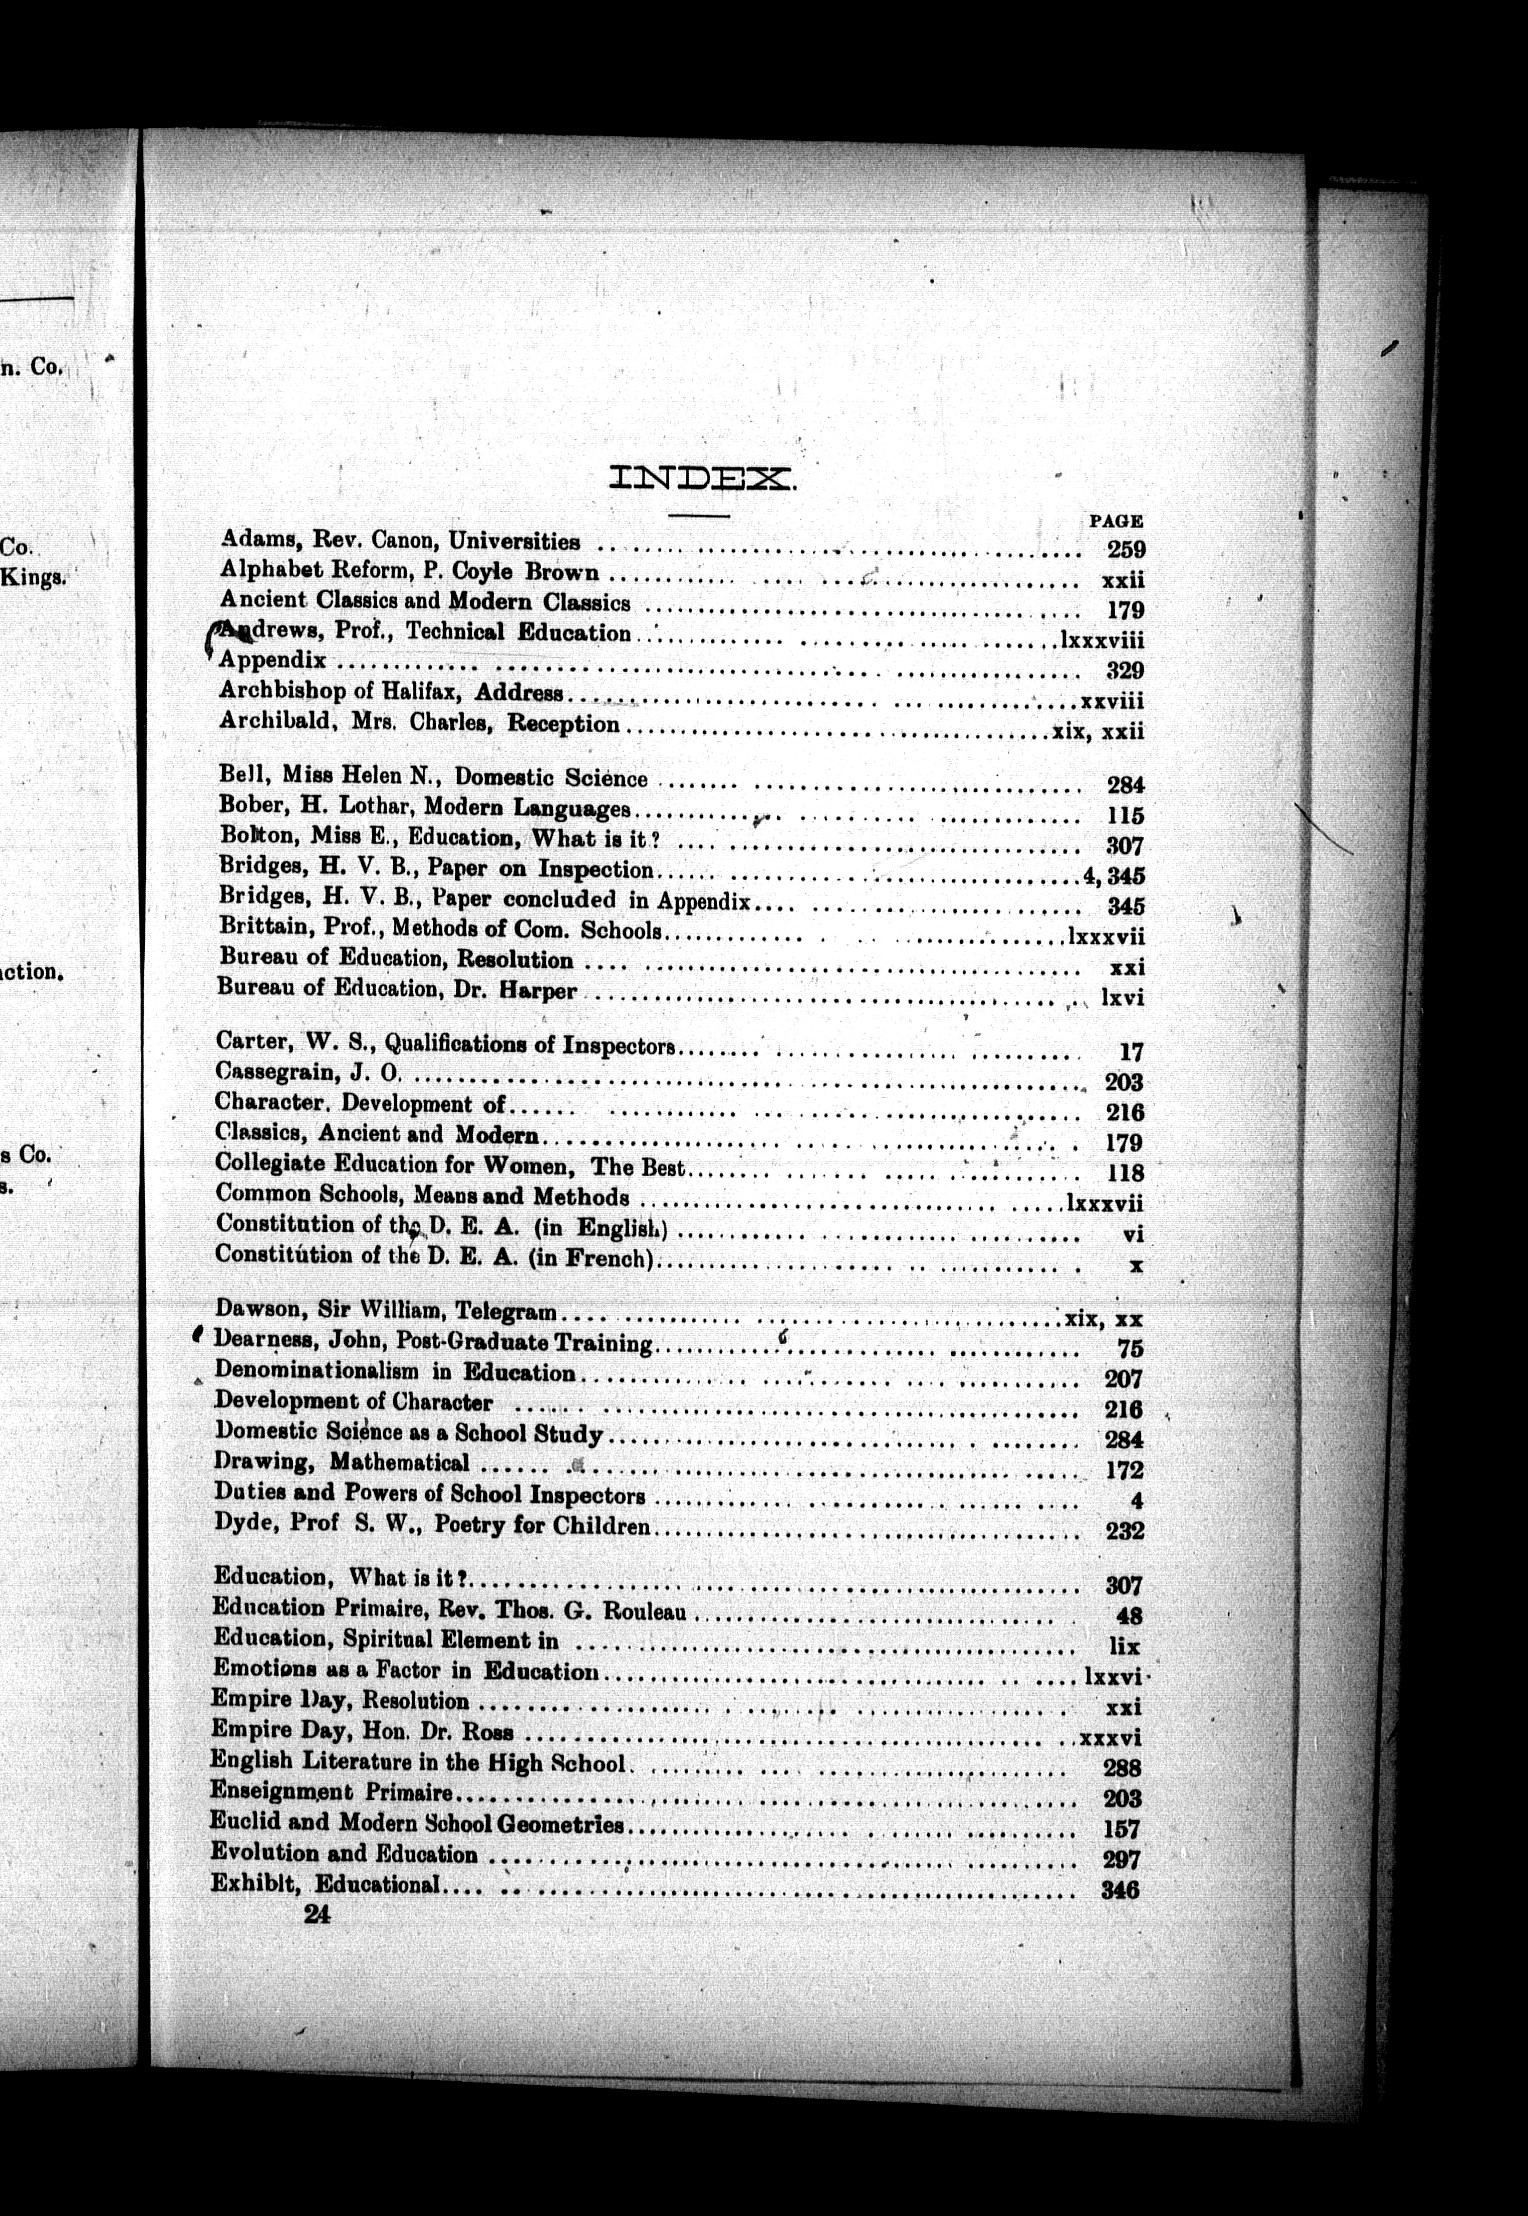 n. Co.
Co.
Kings.
ction.
s Co.
s.
INDEX.
PAGE
Adams, Rev. Canon, Universities .... 259
Alphabet Reform, P. Coyle Brown .... xxii
Ancient Classics and Modern Classics .... 179
Andrews, Prof., Technical Education .... lxxxviii
Appendix .... 329
Archbishop of Halifax, Address .... xxviii
Archibald, Mrs. Charles, Reception .... xix, xxii
Bell, Miss Helen N., Domestic Science .... 284
Bober, H. Lothar, Modern Languages .... 115
Bolton, Miss E., Education, What is it? .... 307
Bridges, H. V. B., Paper on Inspection .... 4, 345
Bridges, H. V. B., Paper concluded in Appendix .... 345
Brittain, Prof., Methods of Com. Schools .... lxxxvii
Bureau of Education, Resolution .... xxi
Bureau of Education, Dr. Harper .... lxvi
Carter, W. S., Qualifications of Inspectors .... 17
Cassegrain, J. O. .... 203
Character. Development of .... 216
Classics, Ancient and Modern .... 179
Collegiate Education for Women, The Best .... 118
Common Schools, Means and Methods .... lxxxvii
Constitution of the D. E. A. (in English) .... vi
Constitution of the D. E. A. (in French) .... x
Dawson, Sir William, Telegram .... xix, xx
Dearness, John, Post-Graduate Training .... 75
Denominationalism in Education .... 207
Development of Character .... 216
Domestic Science as a School Study .... 284
Drawing, Mathematical .... 172
Duties and Powers of School Inspectors .... 4
Dyde, Prof S. W., Poetry for Children .... 232
Education, What is it? .... 307
Education Primaire, Rev. Thos. G. Rouleau .... 48
Education, Spiritual Element in .... lix
Emotions as a Factor in Education .... lxxvi
Empire Day, Resolution .... xxi
Empire Day, Hon. Dr. Ross .... xxxvi
English Literature in the High School .... 288
Enseignment Primaire .... 203
Euclid and Modern School Geometries .... 157
Evolution and Education .... 297
Exhibit, Educational .... 346
24